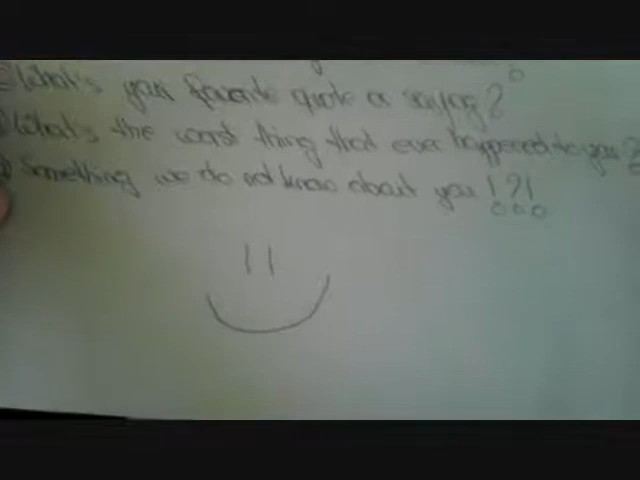 What's your favorite quote or saying?
What's the worst thing that ever happened to you?
Something we do not know about you!?!